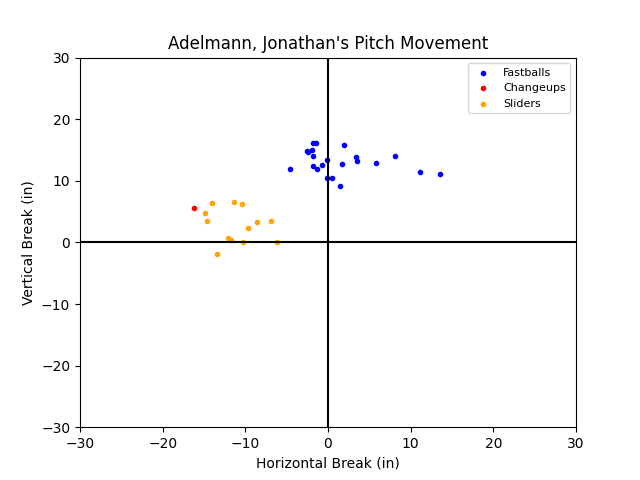 Adelmann, Jonathan's Pitch Movement
Fastballs
Changeups
Sliders
Vertical Break (in)
30
20
10
0
−10
−20
−30
−30
−20
−10
0
10
20
30
Horizontal Break (in)